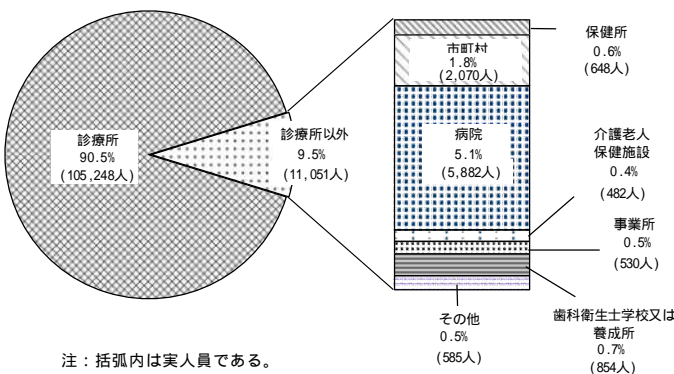 診療所
90.5%
(105,248人)
診療所以外
9.5%
(11,051人)
保健所
0.6%
(648人)
市町村
1.8%
(2,070人)
病院
5.1%
(5,882人)
介護老人
保健施設
0.4%
(482人)
事業所
0.5%
(530人)
歯科衛生士学校又は
養成所
0.7%
(854人)
その他
0.5%
(585人)
注：括弧内は実人員である。